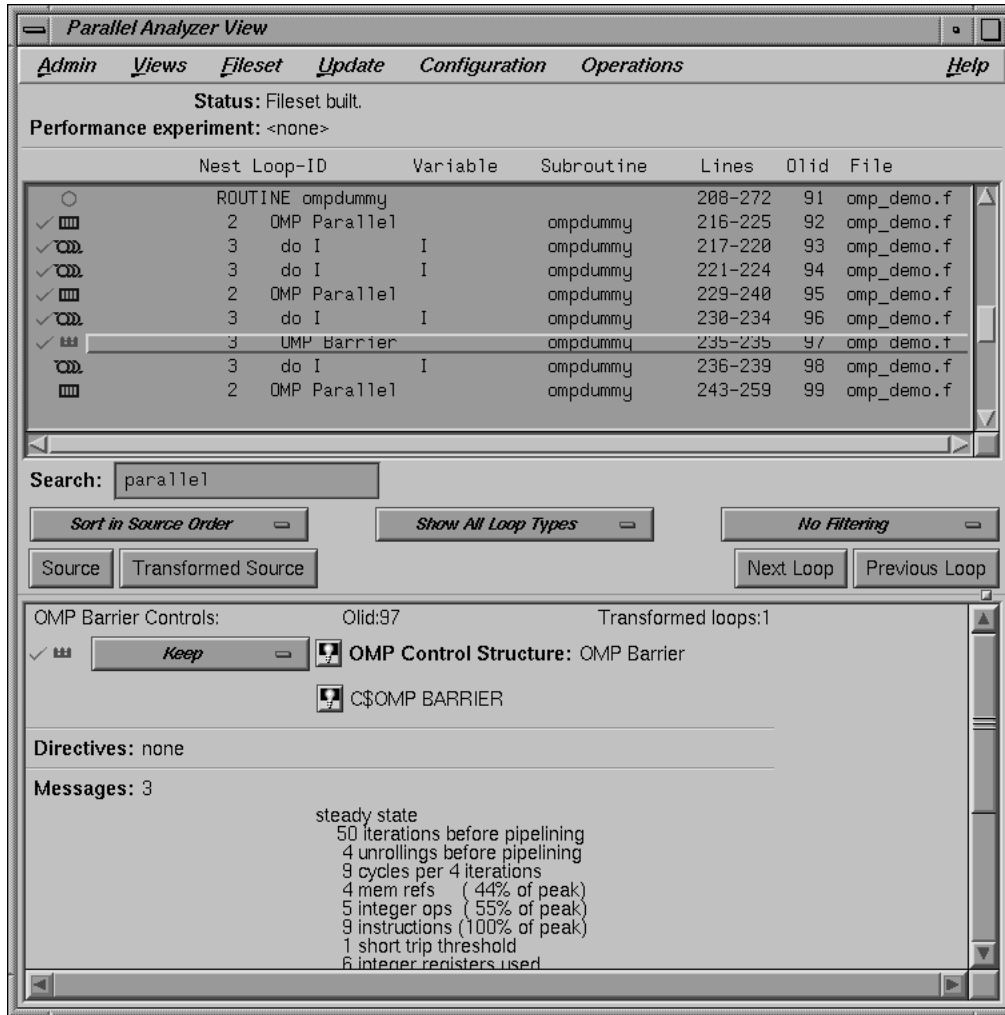 Parallel Analyzer View
Admin Views Fileset Update Configuration Operations Help
Status: Fileset built.
Performance experiment: <none>
Nest Loop-ID Variable Subroutine Lines Olid File
ROUTINE ompdummy 208-272 91 omp_demo.f
2 OMP Parallel ompdummy 216-225 92 omp_demo.f
3 do I I ompdummy 217-220 93 omp_demo.f
3 do I I ompdummy 221-224 94 omp_demo.f
2 OMP Parallel ompdummy 229-240 95 omp_demo.f
3 do I I ompdummy 230-234 96 omp_demo.f
3 OMP Barrier ompdummy 235-235 97 omp_demo.f
3 do I I ompdummy 236-239 98 omp_demo.f
2 OMP Parallel ompdummy 243-259 99 omp_demo.f
Search: parallel
Sort in Source Order Show All Loop Types No Filtering
Source Transformed Source Next Loop Previous Loop
OMP Barrier Controls: Olid:97 Transformed loops:1
Keep OMP Control Structure: OMP Barrier
C$OMP BARRIER
Directives: none
Messages: 3
steady state
50 iterations before pipelining
4 unrollings before pipelining
9 cycles per 4 iterations
4 mem refs ( 44% of peak)
5 integer ops ( 55% of peak)
9 instructions (100% of peak)
1 short trip threshold
6 integer registers used